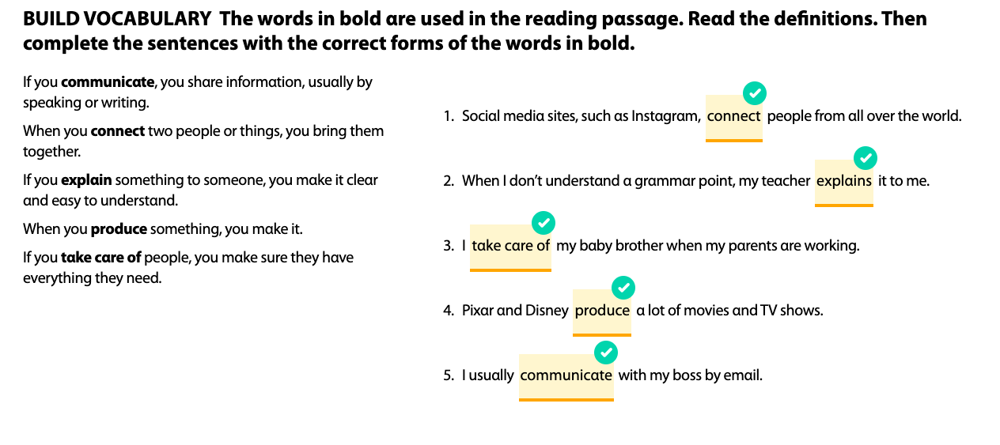 BUILD VOCABULARY The words in bold are used in the reading passage. Read the definitions. Then
complete the sentences with the correct forms of the words in bold.
If you communicate, you share information, usually by
speaking or writing.
When you connect two people or things, you bring them
together.
If you explain something to someone, you make it clear
and easy to understand.
When you produce something, you make it.
If you take care of people, you make sure they have
everything they need.
1. Social media sites, such as Instagram, connect people from all over the world.
2. When I don't understand a grammar point, my teacher explains it to me.
3. I take care of my baby brother when my parents are working.
4. Pixar and Disney produce a lot of movies and TV shows.
5. I usually communicate with my boss by email.